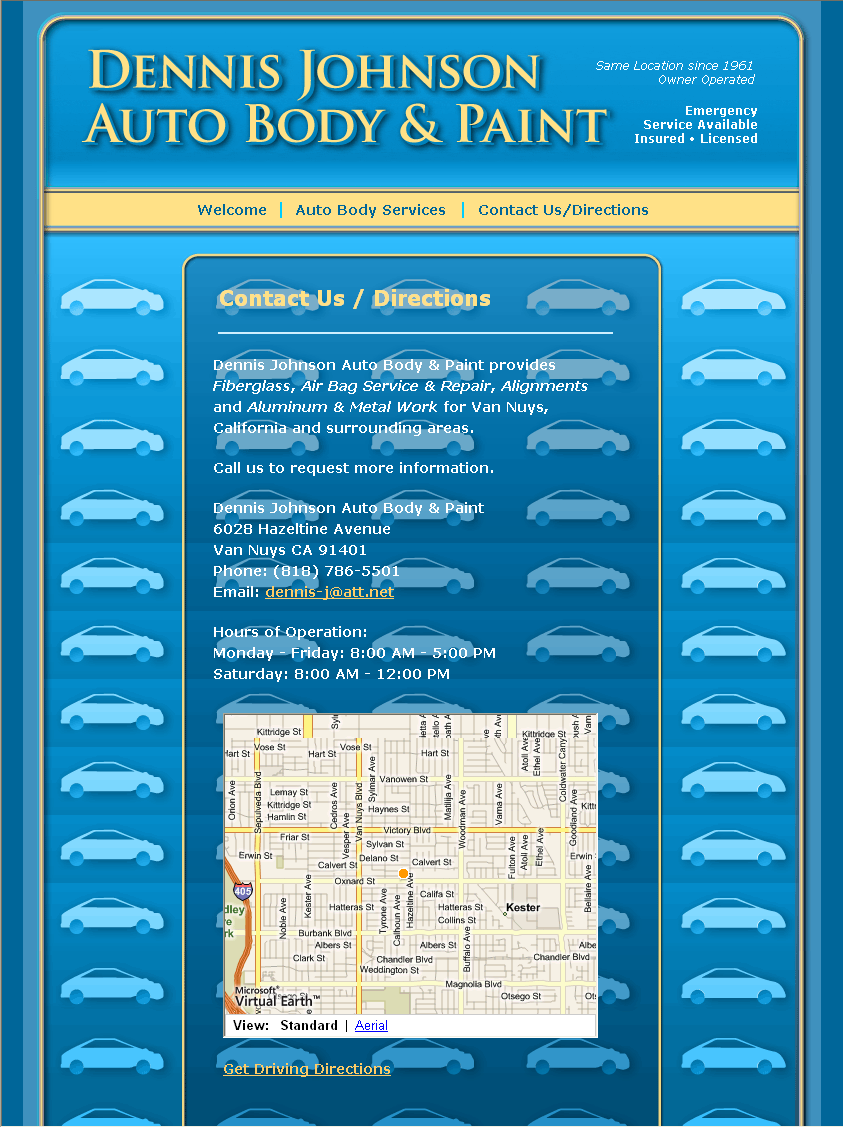 DENNIS JOHNSON
AUTO BODY & PAINT
Same Location since 1961
Owner Operated
Emergency
Service Available
Insured • Licensed
Welcome | Auto Body Services | Contact Us/Directions
Contact Us / Directions
Dennis Johnson Auto Body & Paint provides
Fiberglass, Air Bag Service & Repair, Alignments
and Aluminum & Metal Work for Van Nuys,
California and surrounding areas.
Call us to request more information.
Dennis Johnson Auto Body & Paint
6028 Hazeltine Avenue
Van Nuys CA 91401
Phone: (818) 786-5501
Email: dennis-j@att.net
Hours of Operation:
Monday - Friday: 8:00 AM - 5:00 PM
Saturday: 8:00 AM - 12:00 PM
Kittridge St
Kittridge St
Vose St
Vose St
Hart St
Hart St
Hart St
Vanowen St
Orion Ave
Sepulveda Blvd
Lemay St
Kittridge St
Hamlin St
Cedros Ave
Vesper Ave
Van Nuys Blvd
Sylmar Ave
Haynes St
Matilija Ave
Woodman Ave
Varna Ave
Atoll Ave
Ethel Ave
Coldwater Cany
Goodland Ave
Victory Blvd
Friar St
Sylvan St
Erwin St
Calvert St
Delano St
Calvert St
Fulton Ave
Atoll Ave
Ethel Ave
Erwin
Oxnard St
405
Noble Ave
Kester Ave
Hatteras St
Tyrone Ave
Calhoun Ave
Hazeltine Ave
Califa St
Hatteras St
Kester
Collins St
Bellaire Ave
Burbank Blvd
Albers St
Albers St
Clark St
Chandler Blvd
Weddington St
Buffalo Ave
Chandler Blvd
Magnolia Blvd
Otsego St
Microsoft®
Virtual Earth™
View: Standard | Aerial
Get Driving Directions